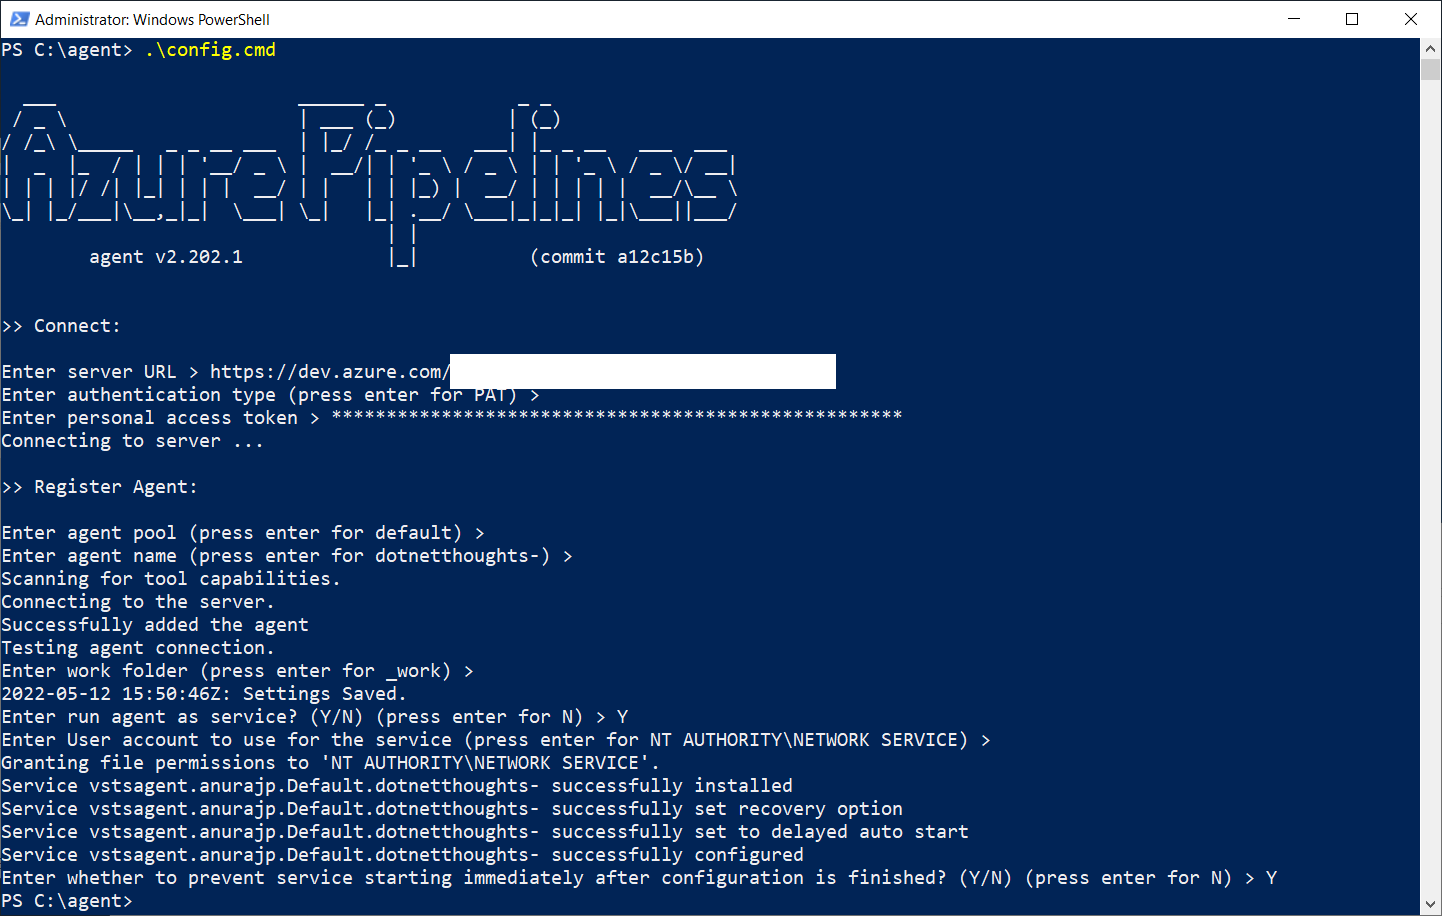 Administrator: Windows PowerShell
PS C:\agent> .\config.cmd
AzurePipelines
agent v2.202.1 (commit a12c15b)
>> Connect:
Enter server URL > https://dev.azure.com/
Enter authentication type (press enter for PAT) >
Enter personal access token > ****************************************************
Connecting to server ...
>> Register Agent:
Enter agent pool (press enter for default) >
Enter agent name (press enter for dotnetthoughts-) >
Scanning for tool capabilities.
Connecting to the server.
Successfully added the agent
Testing agent connection.
Enter work folder (press enter for _work) >
2022-05-12 15:50:46Z: Settings Saved.
Enter run agent as service? (Y/N) (press enter for N) > Y
Enter User account to use for the service (press enter for NT AUTHORITY\NETWORK SERVICE) >
Granting file permissions to 'NT AUTHORITY\NETWORK SERVICE'.
Service vstsagent.anurajp.Default.dotnetthoughts- successfully installed
Service vstsagent.anurajp.Default.dotnetthoughts- successfully set recovery option
Service vstsagent.anurajp.Default.dotnetthoughts- successfully set to delayed auto start
Service vstsagent.anurajp.Default.dotnetthoughts- successfully configured
Enter whether to prevent service starting immediately after configuration is finished? (Y/N) (press enter for N) > Y
PS C:\agent>